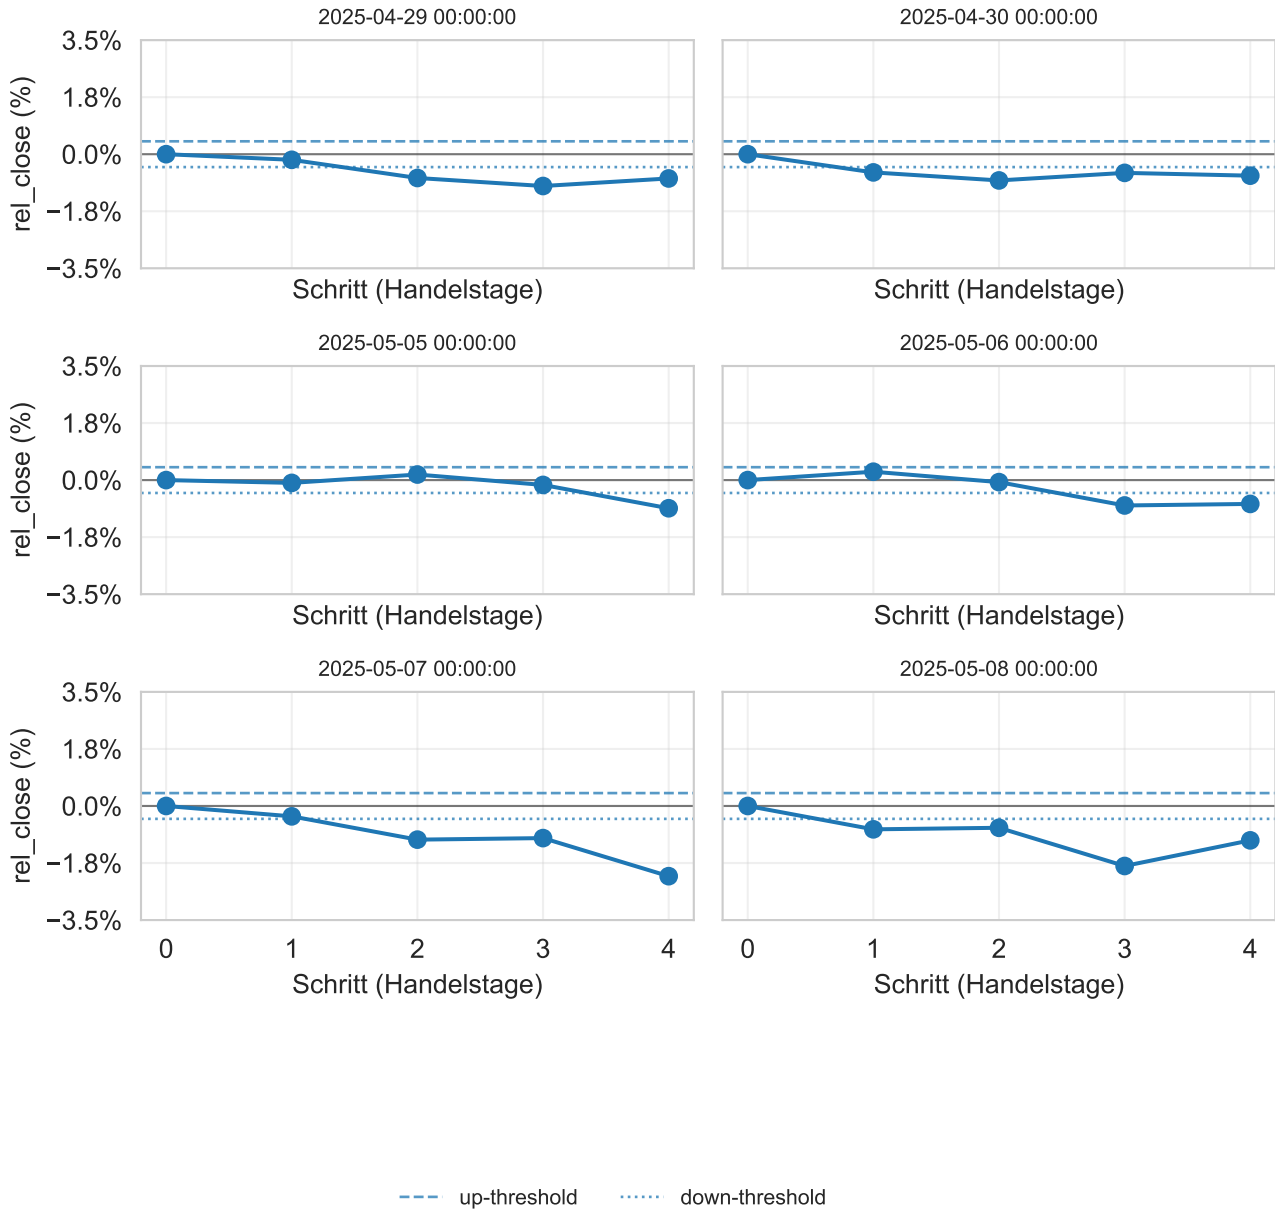 2025-04-29 00:00:00
2025-04-30 00:00:00
3.5%
1.8%
0.0%
−1.8%
−3.5%
rel_close (%)
Schritt (Handelstage)
Schritt (Handelstage)
2025-05-05 00:00:00
2025-05-06 00:00:00
3.5%
1.8%
0.0%
−1.8%
−3.5%
rel_close (%)
Schritt (Handelstage)
Schritt (Handelstage)
2025-05-07 00:00:00
2025-05-08 00:00:00
3.5%
1.8%
0.0%
−1.8%
−3.5%
rel_close (%)
0 1 2 3 4
0 1 2 3 4
Schritt (Handelstage)
Schritt (Handelstage)
up-threshold
down-threshold